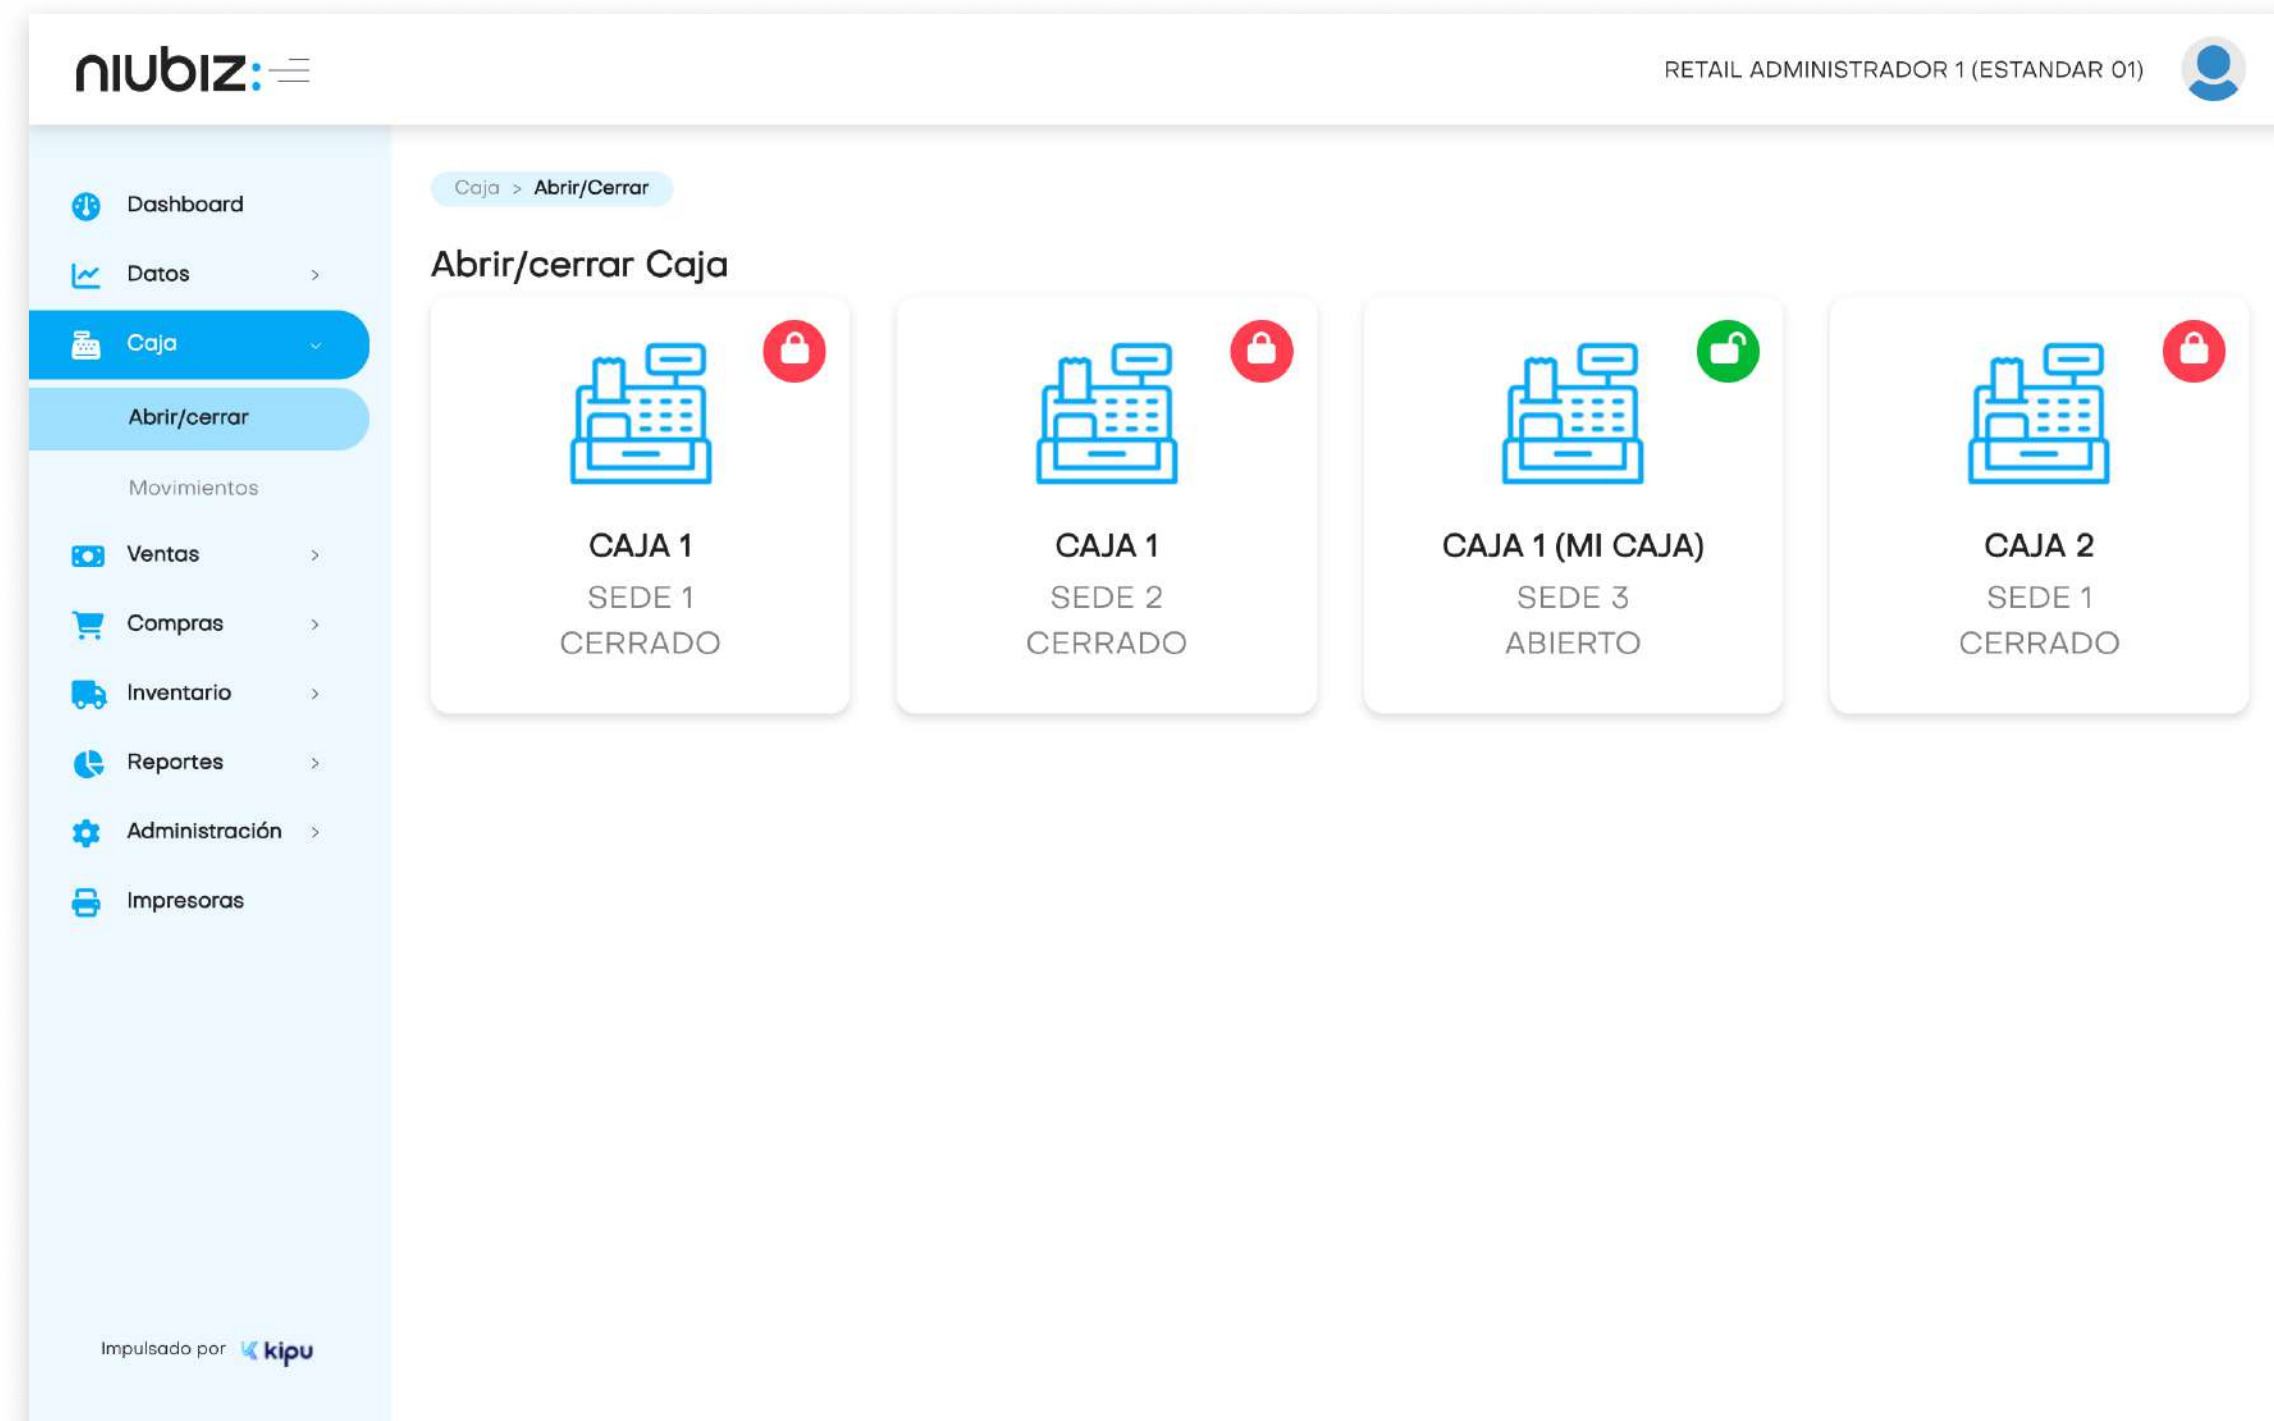 niubiz:
RETAIL ADMINISTRADOR 1 (ESTANDAR 01)
Dashboard
Datos
Caja
Abrir/cerrar
Movimientos
Ventas
Compras
Inventario
Reportes
Administración
Impresoras
Impulsado por kipu
Caja > Abrir/Cerrar
Abrir/cerrar Caja
CAJA 1
SEDE 1
CERRADO
CAJA 1
SEDE 2
CERRADO
CAJA 1 (MI CAJA)
SEDE 3
ABIERTO
CAJA 2
SEDE 1
CERRADO